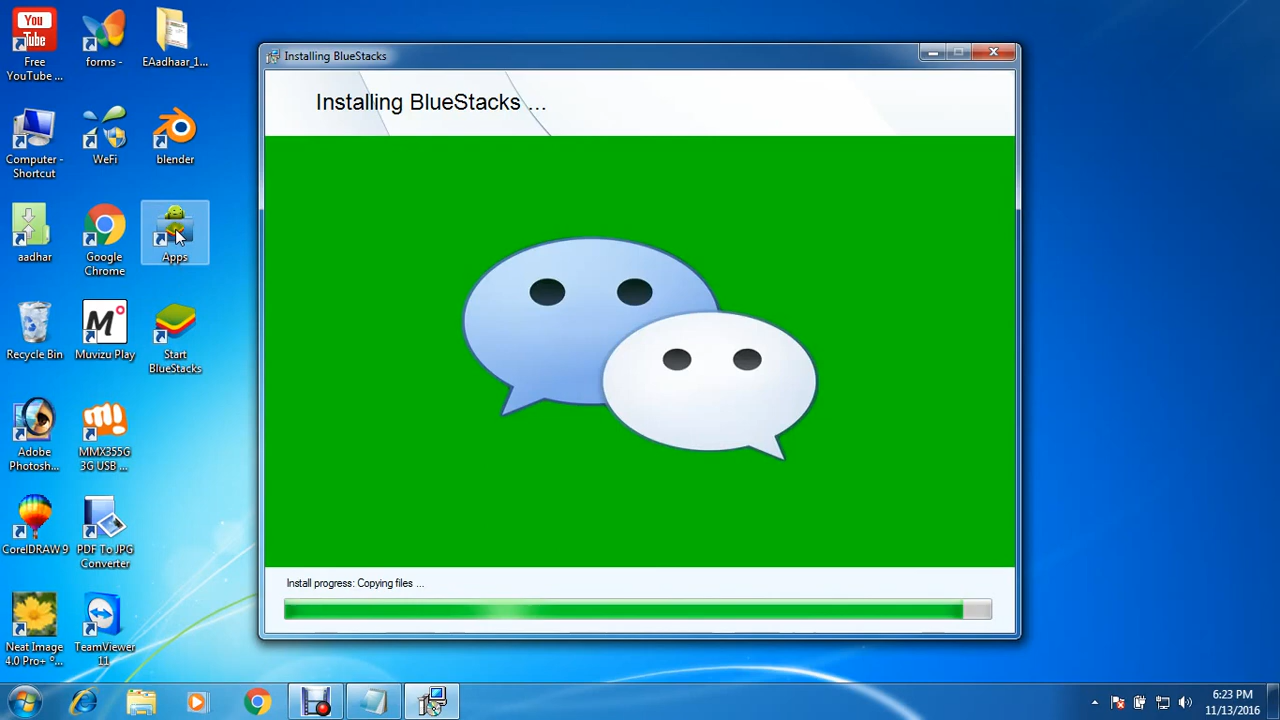 You
Tube
Free
YouTube ...
forms -
EAadhaar_1...
Computer -
Shortcut
WeFi
blender
aadhar
Google
Chrome
Apps
Recycle Bin
M
Muvizu Play
Start
BlueStacks
Adobe
Photosh...
MMX355G
3G USB ...
CorelDRAW 9
PDF To JPG
Converter
Neat Image
4.0 Pro+ °...
TeamViewer
11
Installing BlueStacks
Installing BlueStacks ...
Install progress: Copying files ...
6:23 PM
11/13/2016